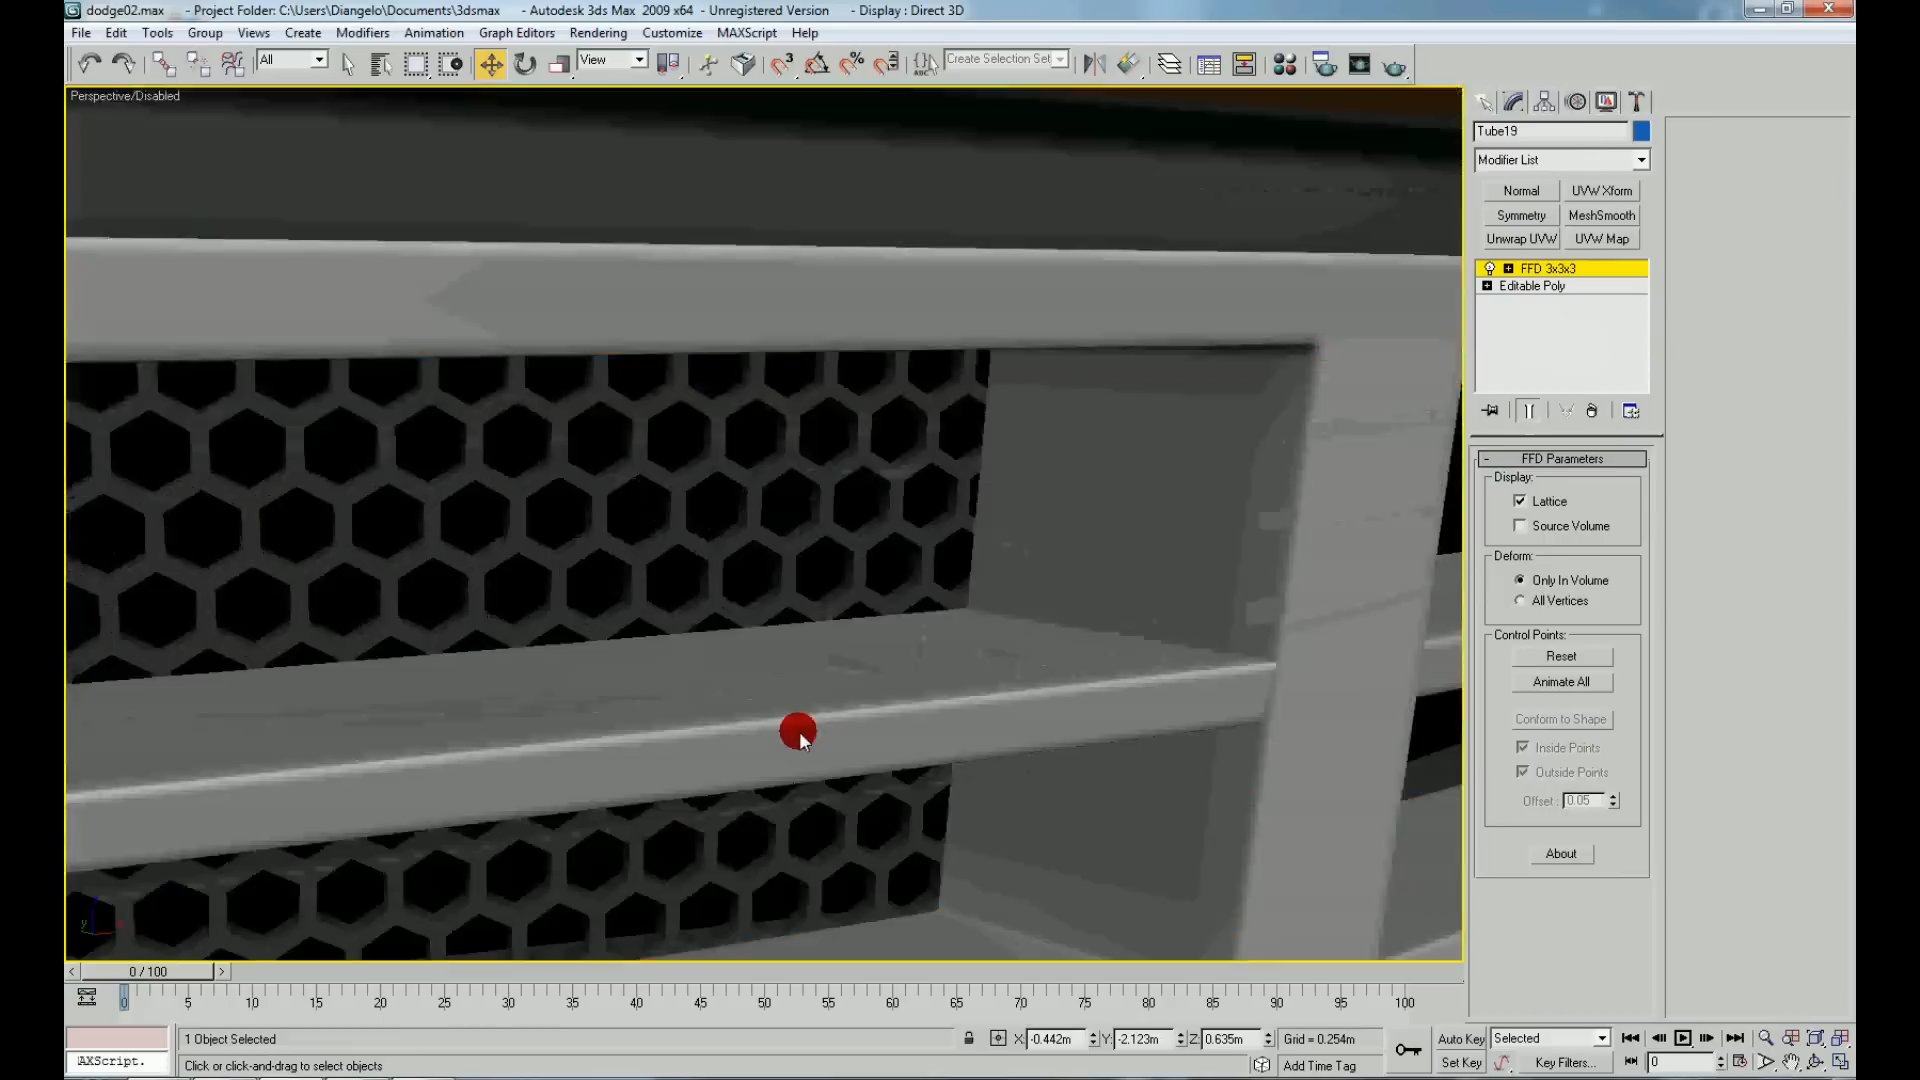 dodge02.max - Project Folder: C:\Users\Diangelo\Documents\3dsmax - Autodesk 3ds Max 2009 x64 - Unregistered Version - Display : Direct 3D
File Edit Tools Group Views Create Modifiers Animation Graph Editors Rendering Customize MAXScript Help
All View Create Selection Set
Perspective/Disabled
Tube19
Modifier List
Normal UVW Xform
Symmetry MeshSmooth
Unwrap UVW UVW Map
FFD 3x3x3
Editable Poly
- FFD Parameters
Display:
Lattice
Source Volume
Deform:
Only In Volume
All Vertices
Control Points:
Reset
Animate All
Conform to Shape
Inside Points
Outside Points
Offset : 0.05
About
y
< 0 / 100 >
0 5 10 15 20 25 30 35 40 45 50 55 60 65 70 75 80 85 90 95 100
1 Object Selected X: -0.442m Y: -2.123m Z: 0.635m Grid = 0.254m Auto Key Selected
AXScript. Click or click-and-drag to select objects Add Time Tag Set Key Key Filters... 0